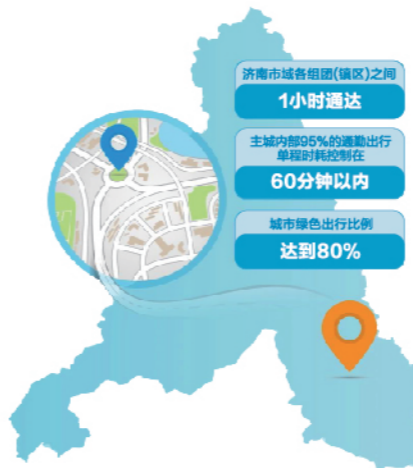 济南市域各组团(镇区)之间
1小时通达
主城内部95%的通勤出行
单程时耗控制在
60分钟以内
城市绿色出行比例
达到80%